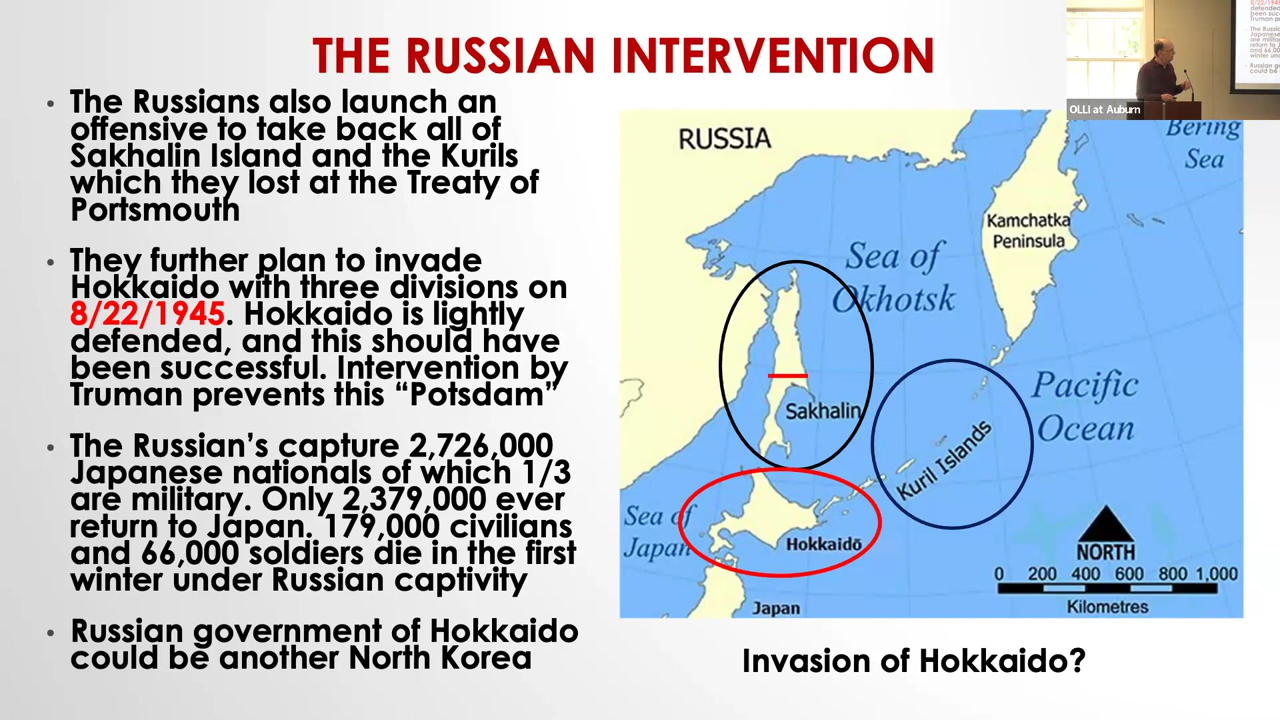 THE RUSSIAN INTERVENTION
• The Russians also launch an
offensive to take back all of
Sakhalin Island and the Kurils
which they lost at the Treaty of
Portsmouth
• They further plan to invade
Hokkaido with three divisions on
8/22/1945. Hokkaido is lightly
defended, and this should have
been successful. Intervention by
Truman prevents this “Potsdam”
• The Russian’s capture 2,726,000
Japanese nationals of which 1/3
are military. Only 2,379,000 ever
return to Japan. 179,000 civilians
and 66,000 soldiers die in the first
winter under Russian captivity
• Russian government of Hokkaido
could be another North Korea
OLLI at Auburn
RUSSIA
Bering
Sea
Kamchatka
Peninsula
Sea of
Okhotsk
Pacific
Ocean
Sakhalin
Kuril Islands
Sea of
Japan
Hokkaidō
NORTH
0 200 400 600 800 1,000
Kilometres
Japan
Invasion of Hokkaido?